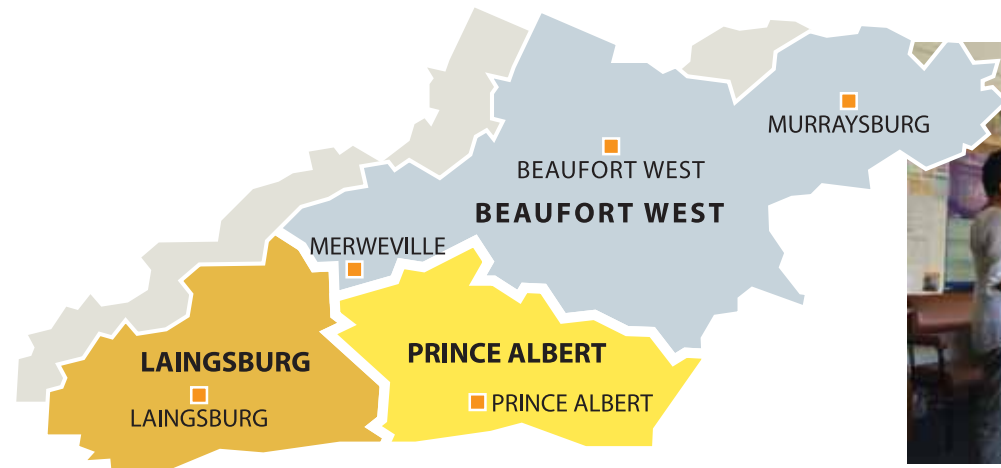 MURRAYSBURG
BEAUFORT WEST
BEAUFORT WEST
MERWEVILLE
LAINGSBURG
PRINCE ALBERT
PRINCE ALBERT
LAINGSBURG